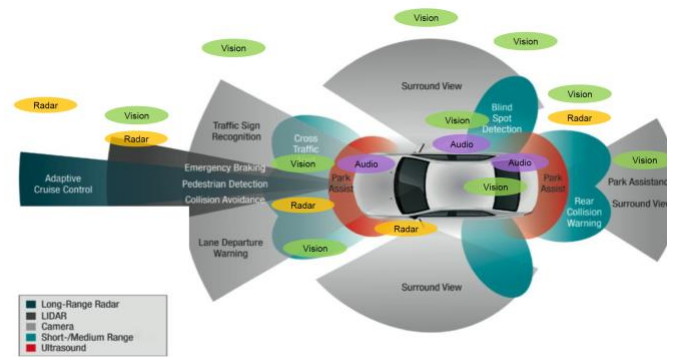 Vision
Vision
Vision
Radar
Vision
Radar
Vision
Radar
Surround View
Blind
Spot
Detection
Vision
Audio
Traffic Sign
Recognition
Cross
Traffic
Emergency Braking
Pedestrian Detection
Collision Avoidance
Vision
Audio
Audio
Vision
Adaptive
Cruise Control
Park
Assist
Vision
Park
Assist
Park Assistance
Surround View
Rear
Collision
Warning
Radar
Radar
Lane Departure
Warning
Vision
Surround View
Long-Range Radar
LIDAR
Camera
Short-/Medium Range
Ultrasound